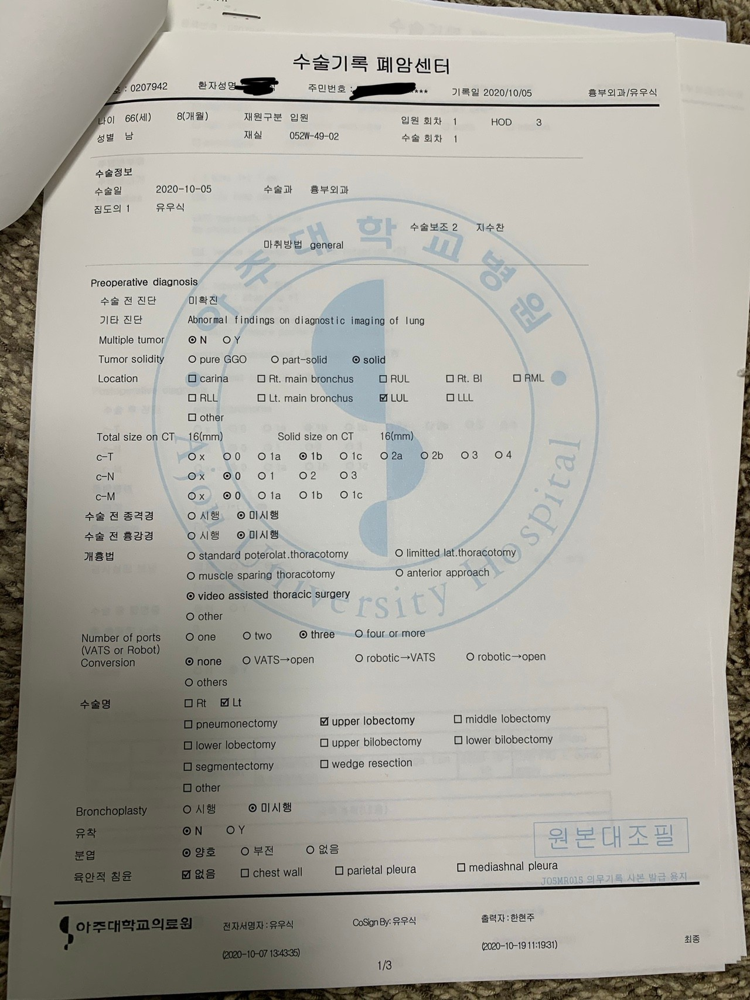 수술기록 폐암센터
호 : 0207942 환자성명 주민번호 : **** 기록일 2020/10/05 흉부외과/유우식
나이 66(세) 8(개월) 재원구분 입원 입원 회차 1 HOD 3
성별 남 재실 052W-49-02 수술 회차 1
수술정보
수술일 2020-10-05 수술과 흉부외과
집도의 1 유우식
수술보조 2 지수찬
마취방법 general
Preoperative diagnosis
수술 전 진단 미확진
기타 진단 Abnormal findings on diagnostic imaging of lung
Multiple tumor ⊙ N ○ Y
Tumor solidity ○ pure GGO ○ part-solid ⊙ solid
Location □ carina □ Rt. main bronchus □ RUL □ Rt. BI □ RML
□ RLL □ Lt. main bronchus ☑ LUL □ LLL
□ other
Total size on CT 16(mm) Solid size on CT 16(mm)
c-T ○ x ○ 0 ○ 1a ⊙ 1b ○ 1c ○ 2a ○ 2b ○ 3 ○ 4
c-N ○ x ⊙ 0 ○ 1 ○ 2 ○ 3
c-M ○ x ⊙ 0 ○ 1a ○ 1b ○ 1c
수술 전 종격경 ○ 시행 ⊙ 미시행
수술 전 흉강경 ○ 시행 ⊙ 미시행
개흉법 ○ standard poterolat.thoracotomy ○ limitted lat.thoracotomy
○ muscle sparing thoracotomy ○ anterior approach
⊙ video assisted thoracic surgery
○ other
Number of ports ○ one ○ two ⊙ three ○ four or more
(VATS or Robot)
Conversion ⊙ none ○ VATS→open ○ robotic→VATS ○ robotic→open
○ others
수술명 □ Rt ☑ Lt
□ pneumonectomy ☑ upper lobectomy □ middle lobectomy
□ lower lobectomy □ upper bilobectomy □ lower bilobectomy
□ segmentectomy □ wedge resection
□ other
Bronchoplasty ○ 시행 ⊙ 미시행
유착 ⊙ N ○ Y
분엽 ⊙ 양호 ○ 부전 ○ 없음
육안적 침윤 ☑ 없음 □ chest wall □ parietal pleura □ mediashnal pleura
아주대학교병원
Ajou University Hospital
원본대조필
JOSMR015 의무기록 사본 발급 용지
아주대학교의료원 전자서명자 : 유우식 CoSign By: 유우식 출력자 : 한현주
(2020-10-07 13:43:35) (2020-10-19 11:19:31) 최종
1/3